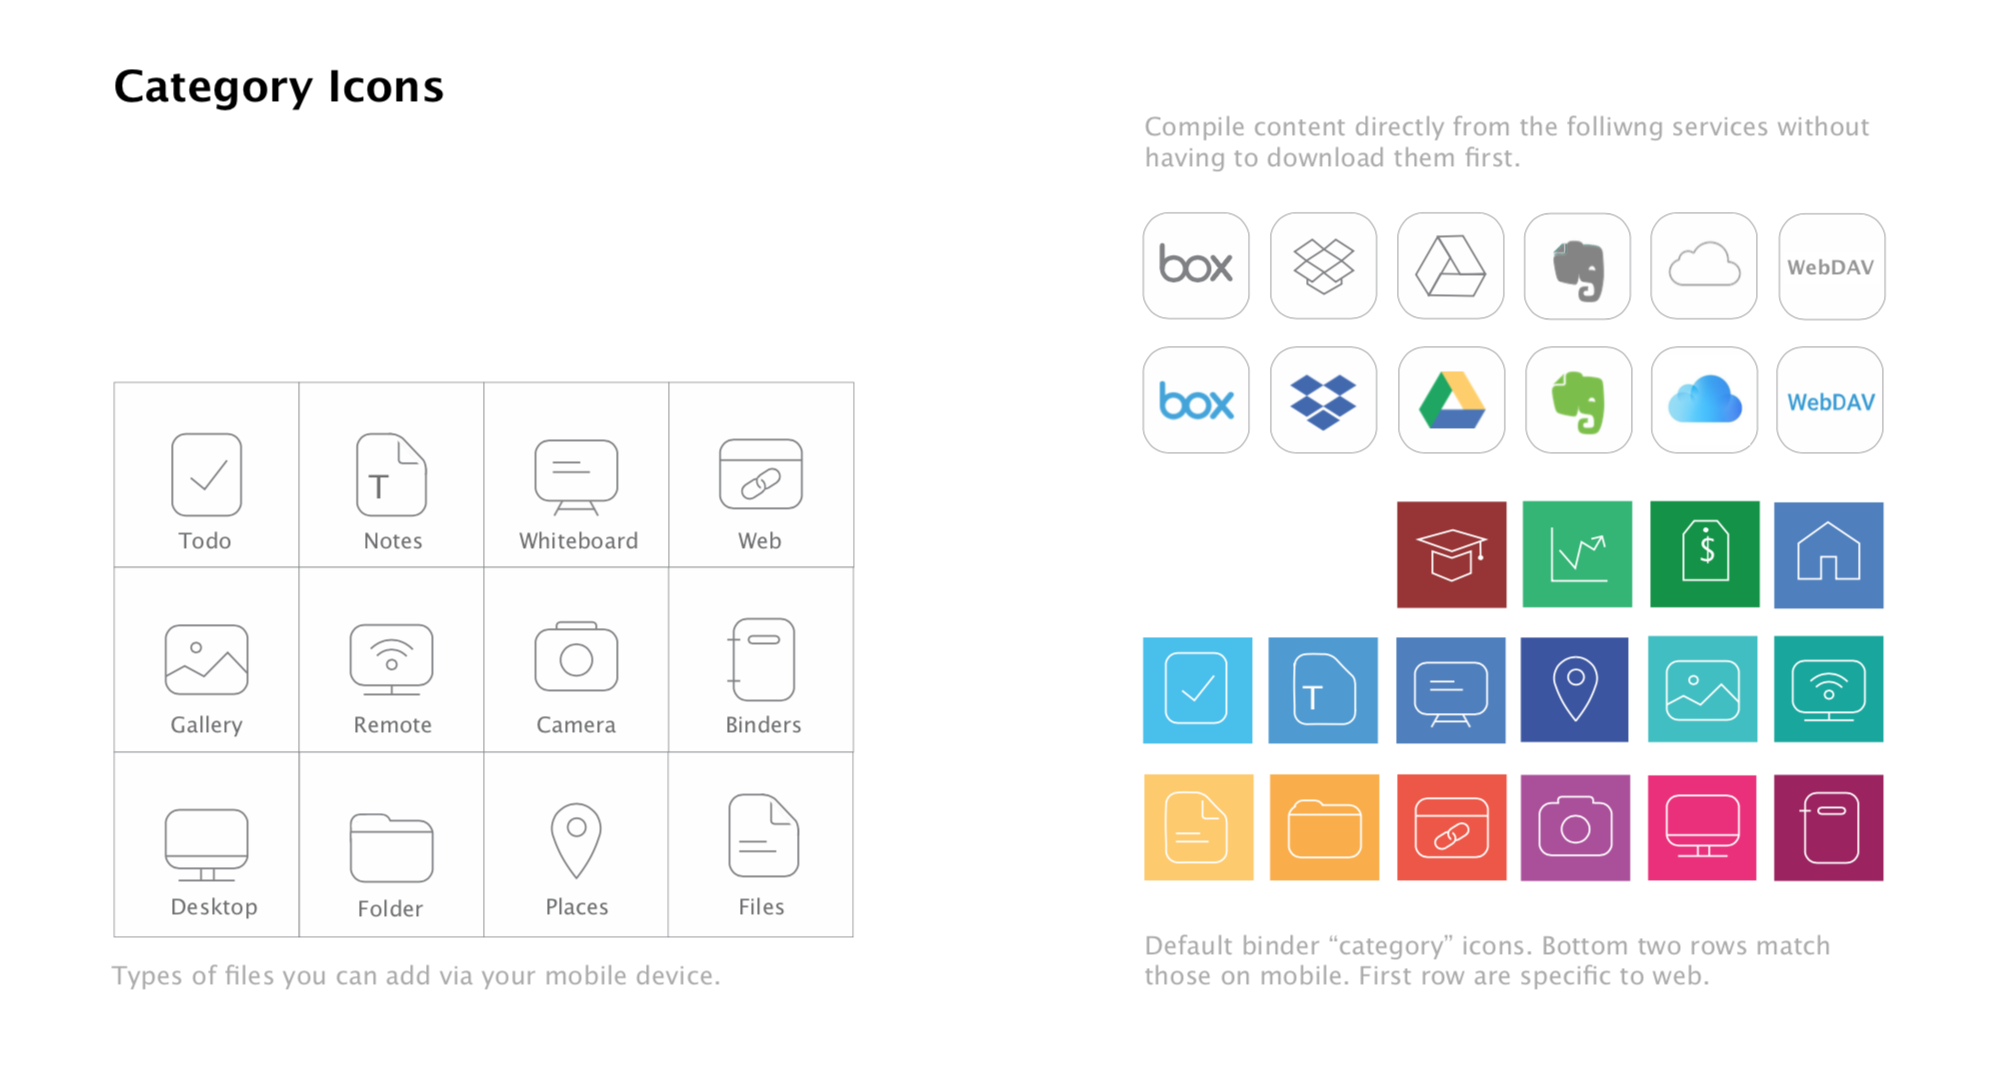 Category Icons
Compile content directly from the folliwng services without
having to download them first.
box
WebDAV
box
WebDAV
T
Todo
Notes
Whiteboard
Web
Gallery
Remote
Camera
Binders
Desktop
Folder
Places
Files
Types of files you can add via your mobile device.
$
T
Default binder “category” icons. Bottom two rows match
those on mobile. First row are specific to web.